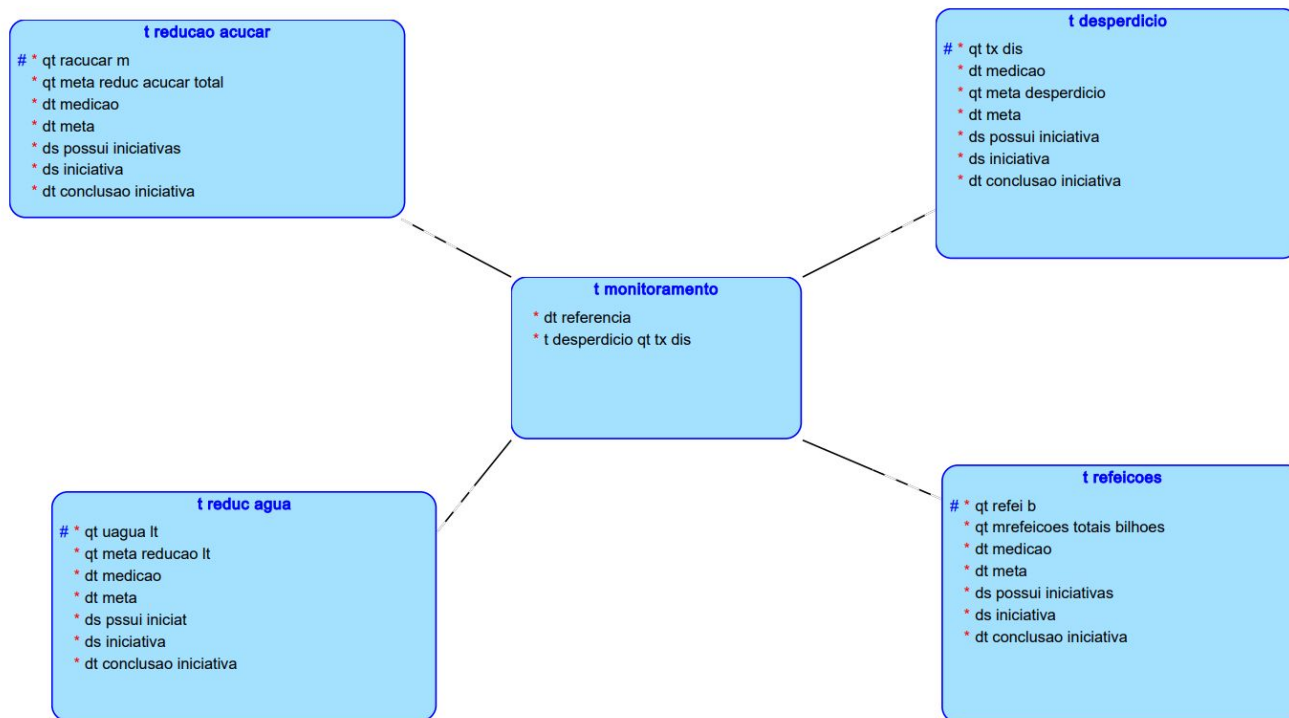 t reducao acucar
# * qt racucar m
* qt meta reduc acucar total
* dt medicao
* dt meta
* ds possui iniciativas
* ds iniciativa
* dt conclusao iniciativa
t desperdicio
# * qt tx dis
* dt medicao
* qt meta desperdicio
* dt meta
* ds possui iniciativa
* ds iniciativa
* dt conclusao iniciativa
t monitoramento
* dt referencia
* t desperdicio qt tx dis
t reduc agua
# * qt uagua lt
* qt meta reducao lt
* dt medicao
* dt meta
* ds pssui iniciat
* ds iniciativa
* dt conclusao iniciativa
t refeicoes
# * qt refei b
* qt mrefeicoes totais bilhoes
* dt medicao
* dt meta
* ds possui iniciativas
* ds iniciativa
* dt conclusao iniciativa